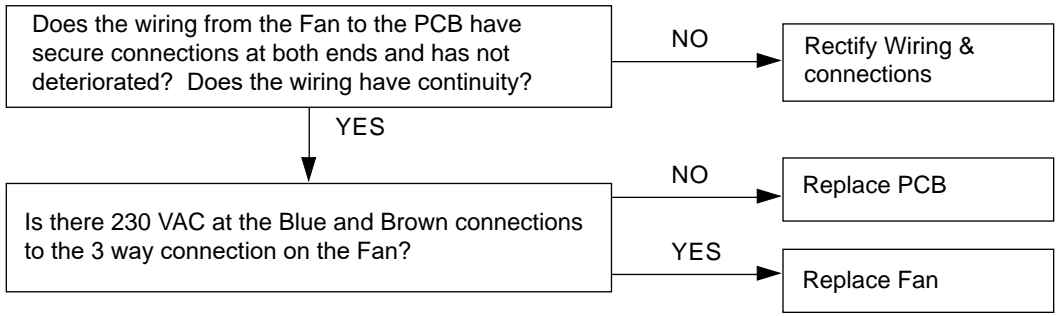 Does the wiring from the Fan to the PCB have
secure connections at both ends and has not
deteriorated? Does the wiring have continuity?
NO
Rectify Wiring &
connections
YES
Is there 230 VAC at the Blue and Brown connections
to the 3 way connection on the Fan?
NO
Replace PCB
YES
Replace Fan